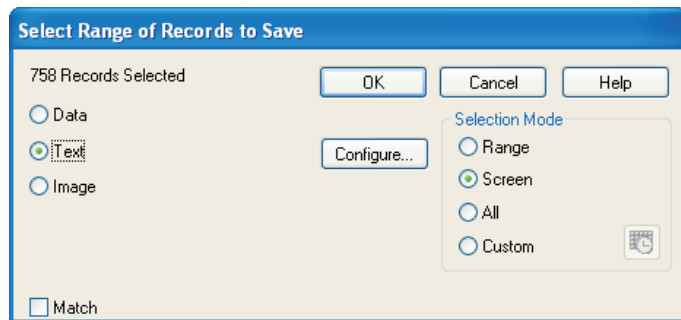 Select Range of Records to Save
758 Records Selected
OK
Cancel
Help
Data
Text
Image
Configure...
Selection Mode
Range
Screen
All
Custom
Match